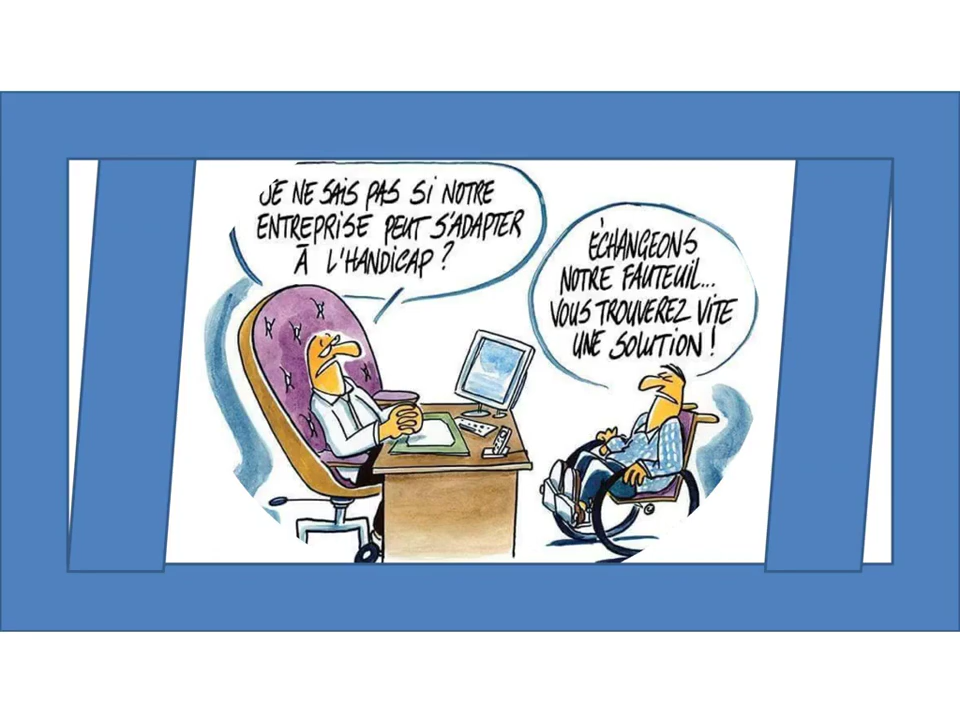 JE NE SAIS PAS SI NOTRE
ENTREPRISE PEUT S'ADAPTER
À L'HANDICAP ?
ÉCHANGEONS
NOTRE FAUTEUIL...
VOUS TROUVEREZ VITE
UNE SOLUTION !